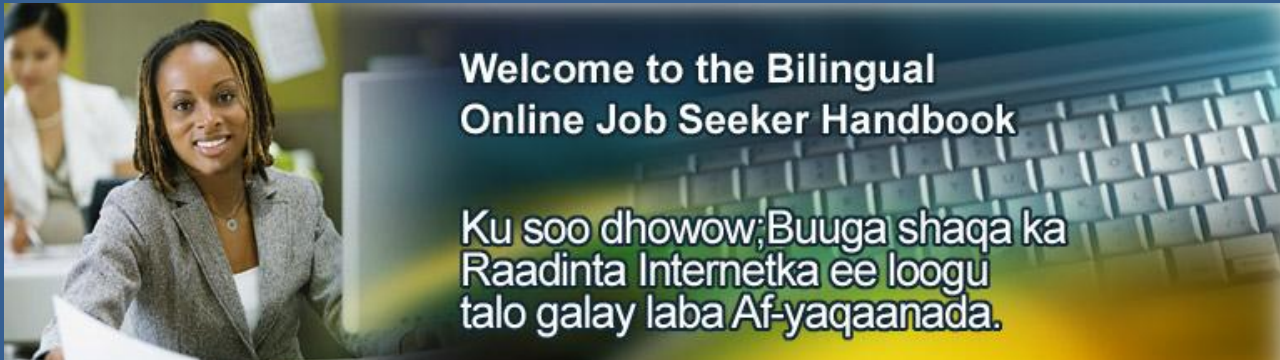 Welcome to the Bilingual
Online Job Seeker Handbook
Ku soo dhowow;Buuga shaqa ka
Raadinta Internetka ee loogu
talo galay laba Af-yaqaanada.